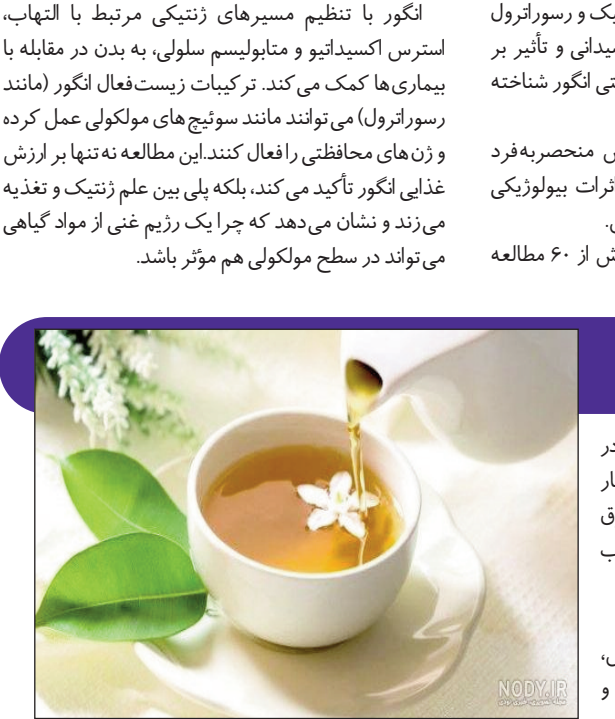 یک و رسوراترول
یدانی و تأثیر بر
تی انگور شناخته
منحصربه‌فرد
ثرات بیولوژیکی
ش از ۶۰ مطالعه
انگور با تنظیم مسیرهای ژنتیکی مرتبط با التهاب،
استرس اکسیداتیو و متابولیسم سلولی، به بدن در مقابله با
بیماری‌ها کمک می‌کند. ترکیبات زیست‌فعال انگور (مانند
رسوراترول) می‌توانند مانند سوئیچ‌های مولکولی عمل کرده
و ژن‌های محافظتی را فعال کنند.این مطالعه نه‌تنها بر ارزش
غذایی انگور تأکید می‌کند، بلکه پلی بین علم ژنتیک و تغذیه
می‌زند و نشان می‌دهد که چرا یک رژیم غنی از مواد گیاهی
می‌تواند در سطح مولکولی هم مؤثر باشد.
در
ار
ق
ب
و
NODY.IR